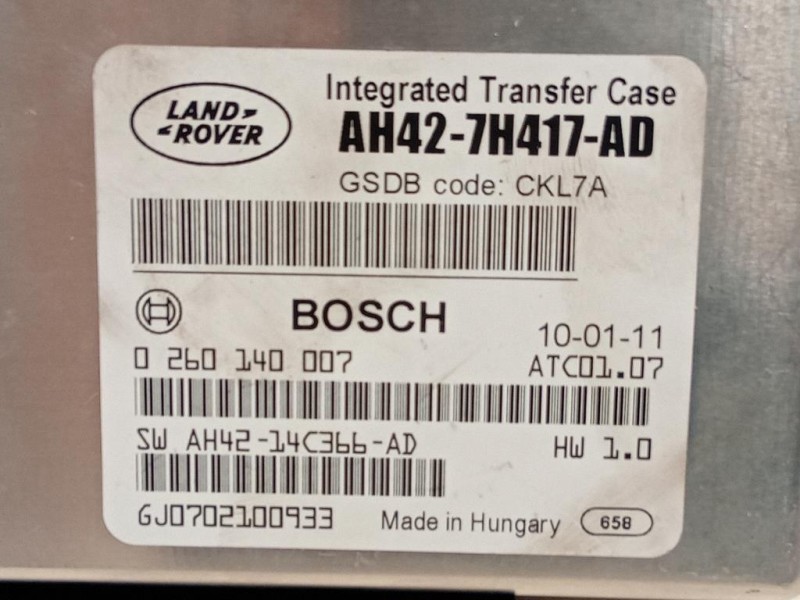 LAND
ROVER
Integrated Transfer Case
AH42-7H417-AD
GSDB code: CKL7A
BOSCH
10-01-11
0 260 140 007
ATC01.07
SW AH42-14C366-AD
HW 1.0
GJ0702100933
Made in Hungary
658